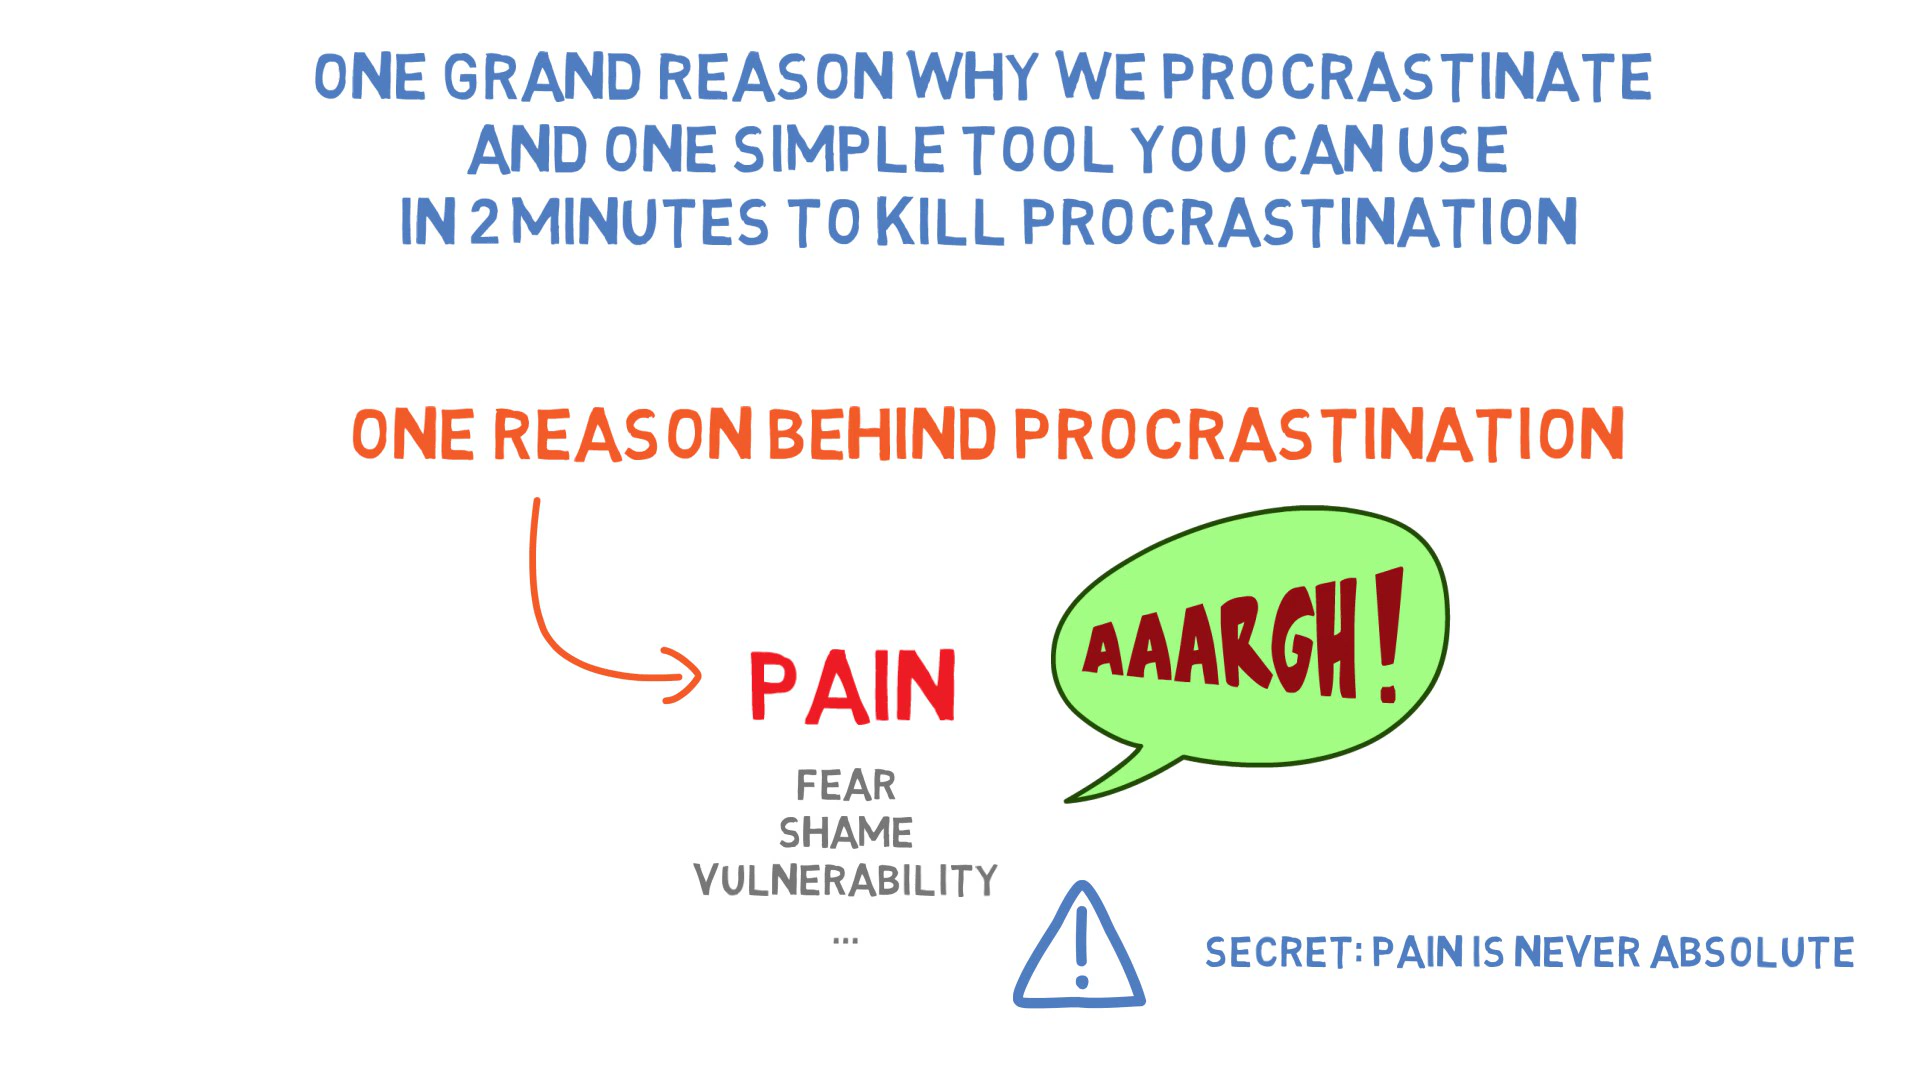 ONE GRAND REASON WHY WE PROCRASTINATE
AND ONE SIMPLE TOOL YOU CAN USE
IN 2 MINUTES TO KILL PROCRASTINATION
ONE REASON BEHIND PROCRASTINATION
AAARGH!
PAIN
FEAR
SHAME
VULNERABILITY
...
SECRET: PAIN IS NEVER ABSOLUTE